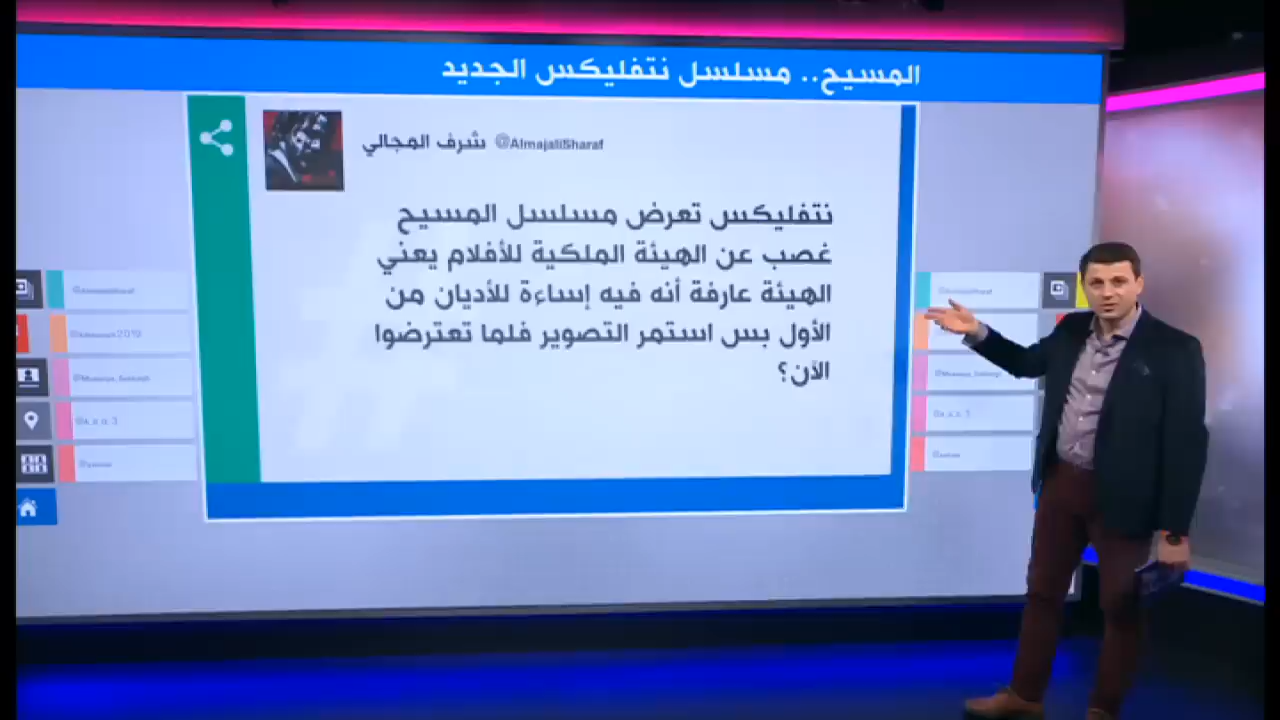 المسيح.. مسلسل نتفليكس الجديد
شرف المجالي @AlmajaliSharaf
نتفليكس تعرض مسلسل المسيح
غصب عن الهيئة الملكية للأفلام يعني
الهيئة عارفة أنه فيه إساءة للأديان من
الأول بس استمر التصوير فلما تعترضوا
الآن؟
@AlmajaliSharaf